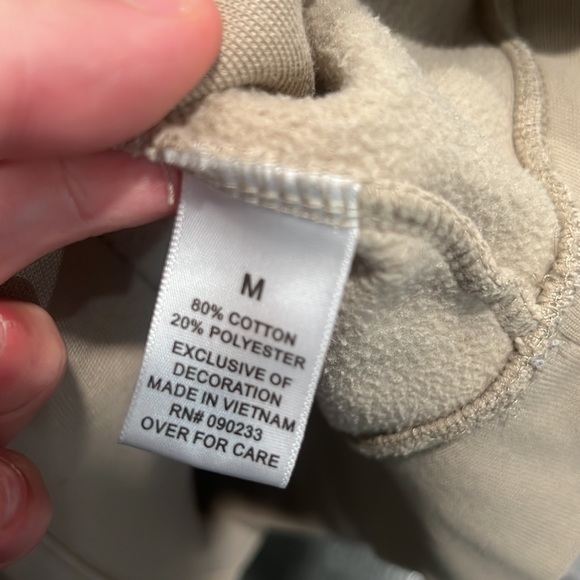 M
80% COTTON
20% POLYESTER
EXCLUSIVE OF
DECORATION
MADE IN VIETNAM
RN# 090233
OVER FOR CARE